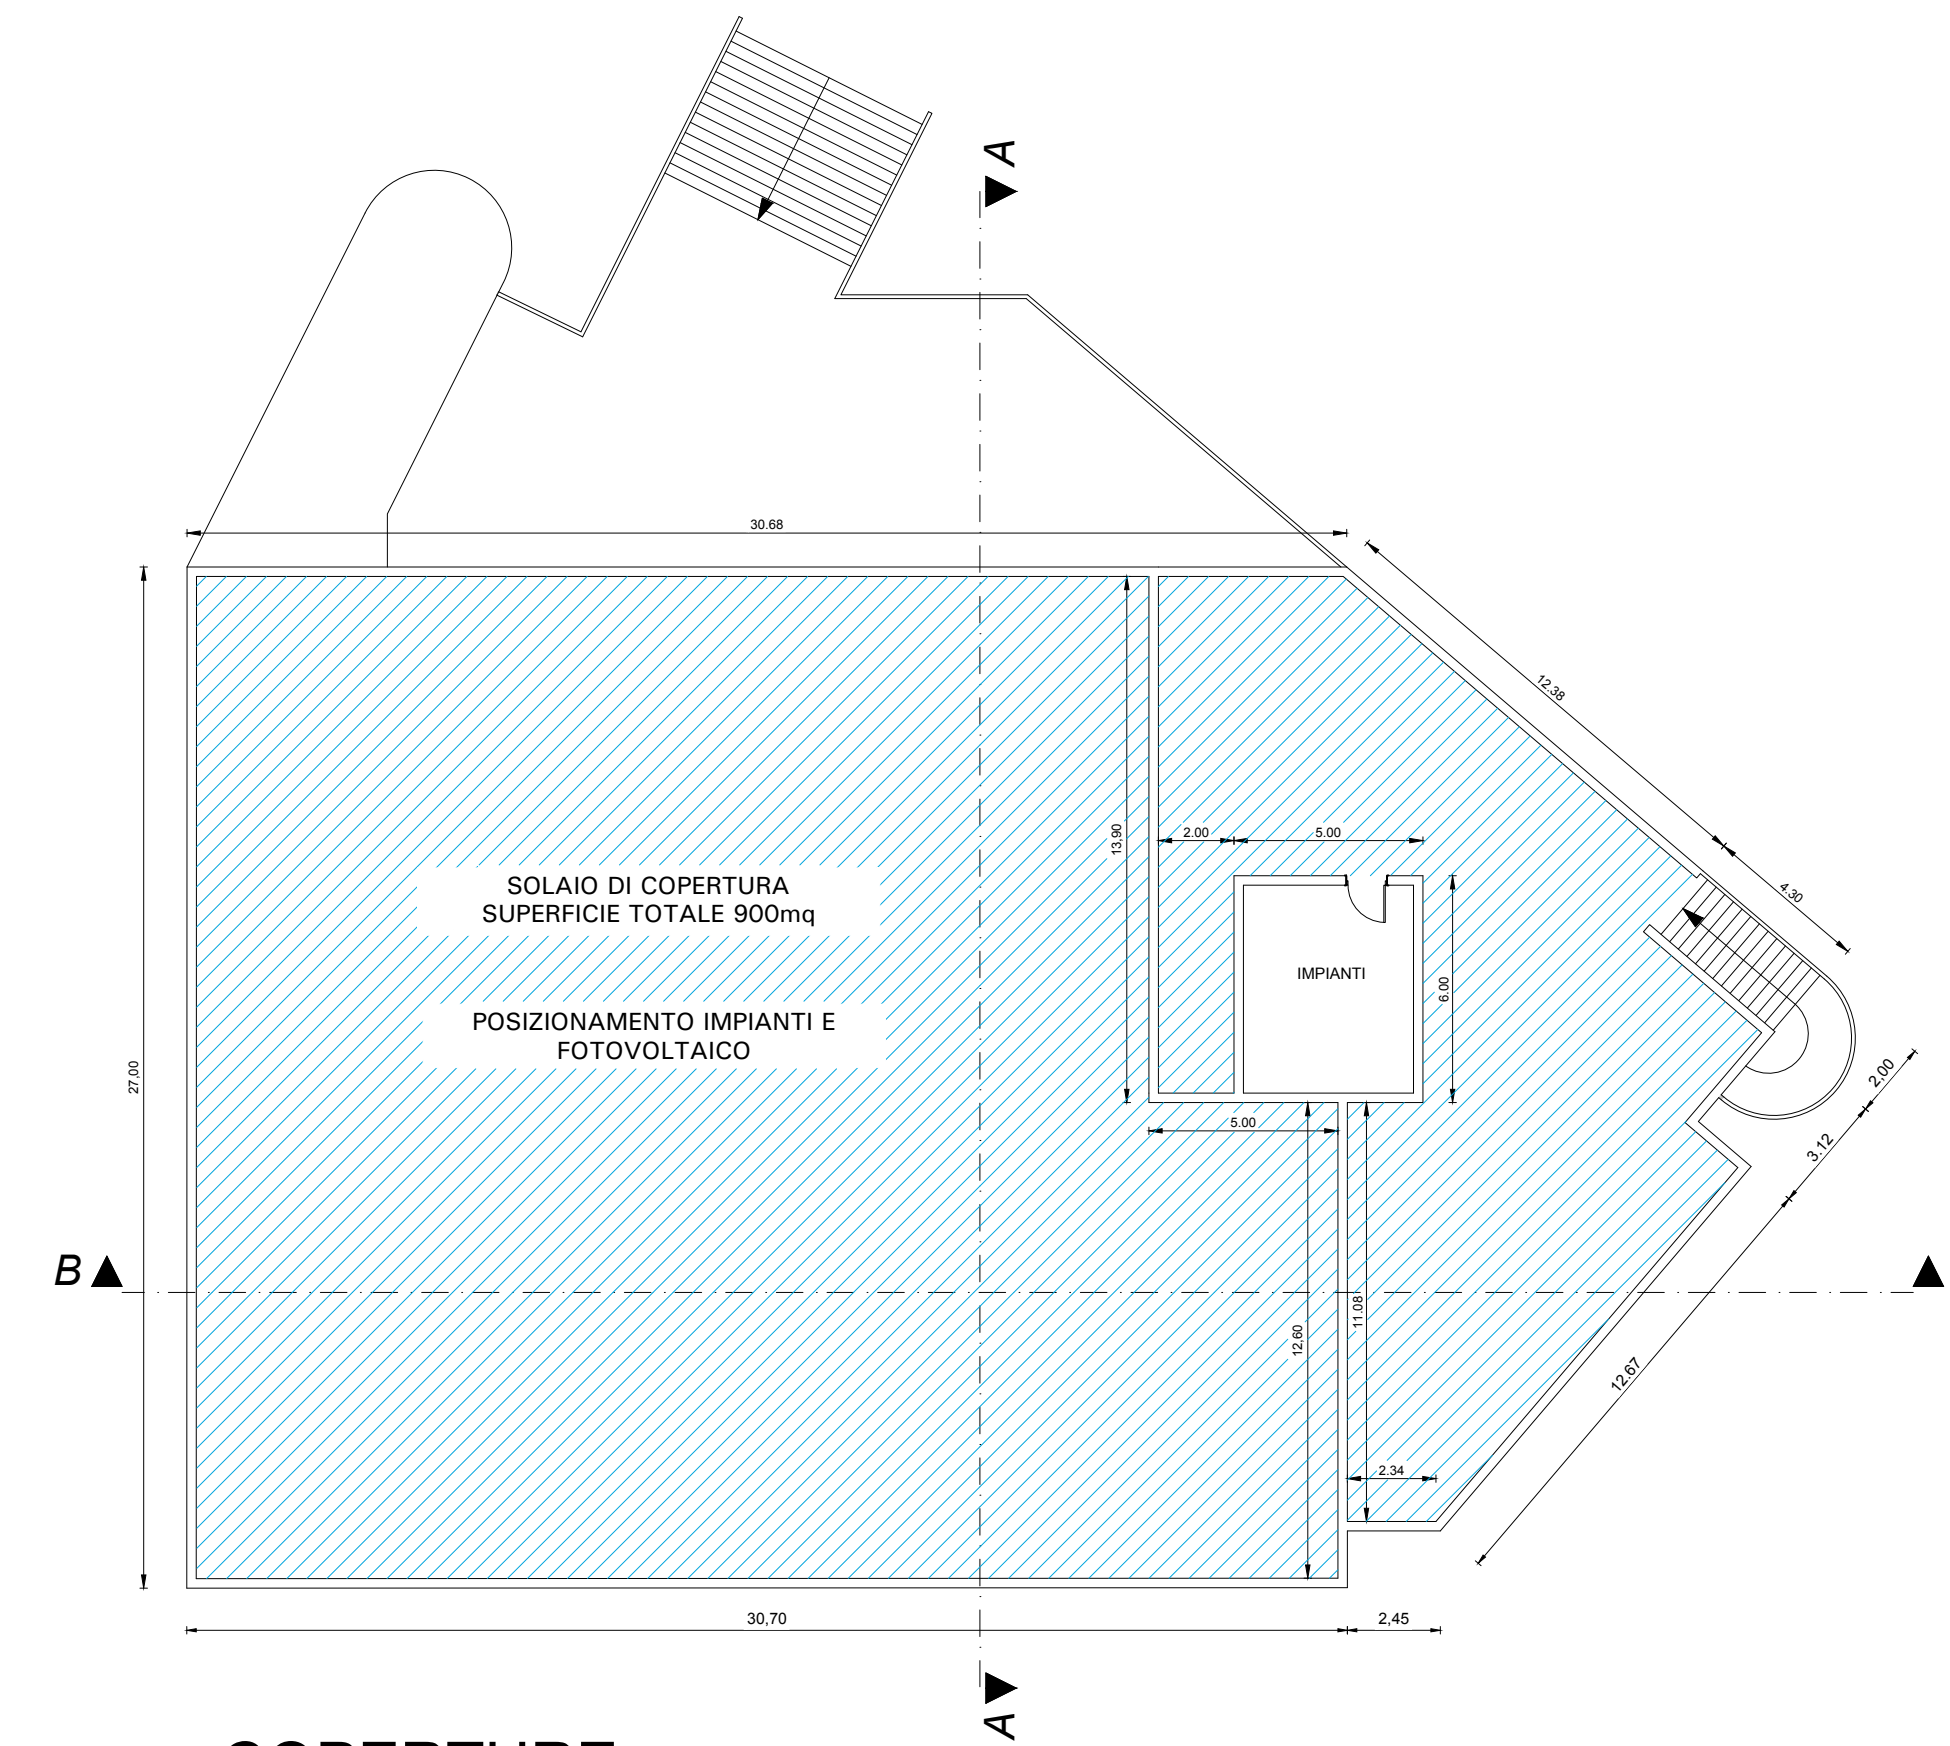 A
30.68
12.38
13,90
2.00
5.00
4.30
SOLAIO DI COPERTURA
SUPERFICIE TOTALE 900mq
IMPIANTI
6.00
POSIZIONAMENTO IMPIANTI E
FOTOVOLTAICO
27,00
2,00
5.00
3.12
B
11.08
12,60
12.67
2.34
30,70
2,45
A
COPERTURE